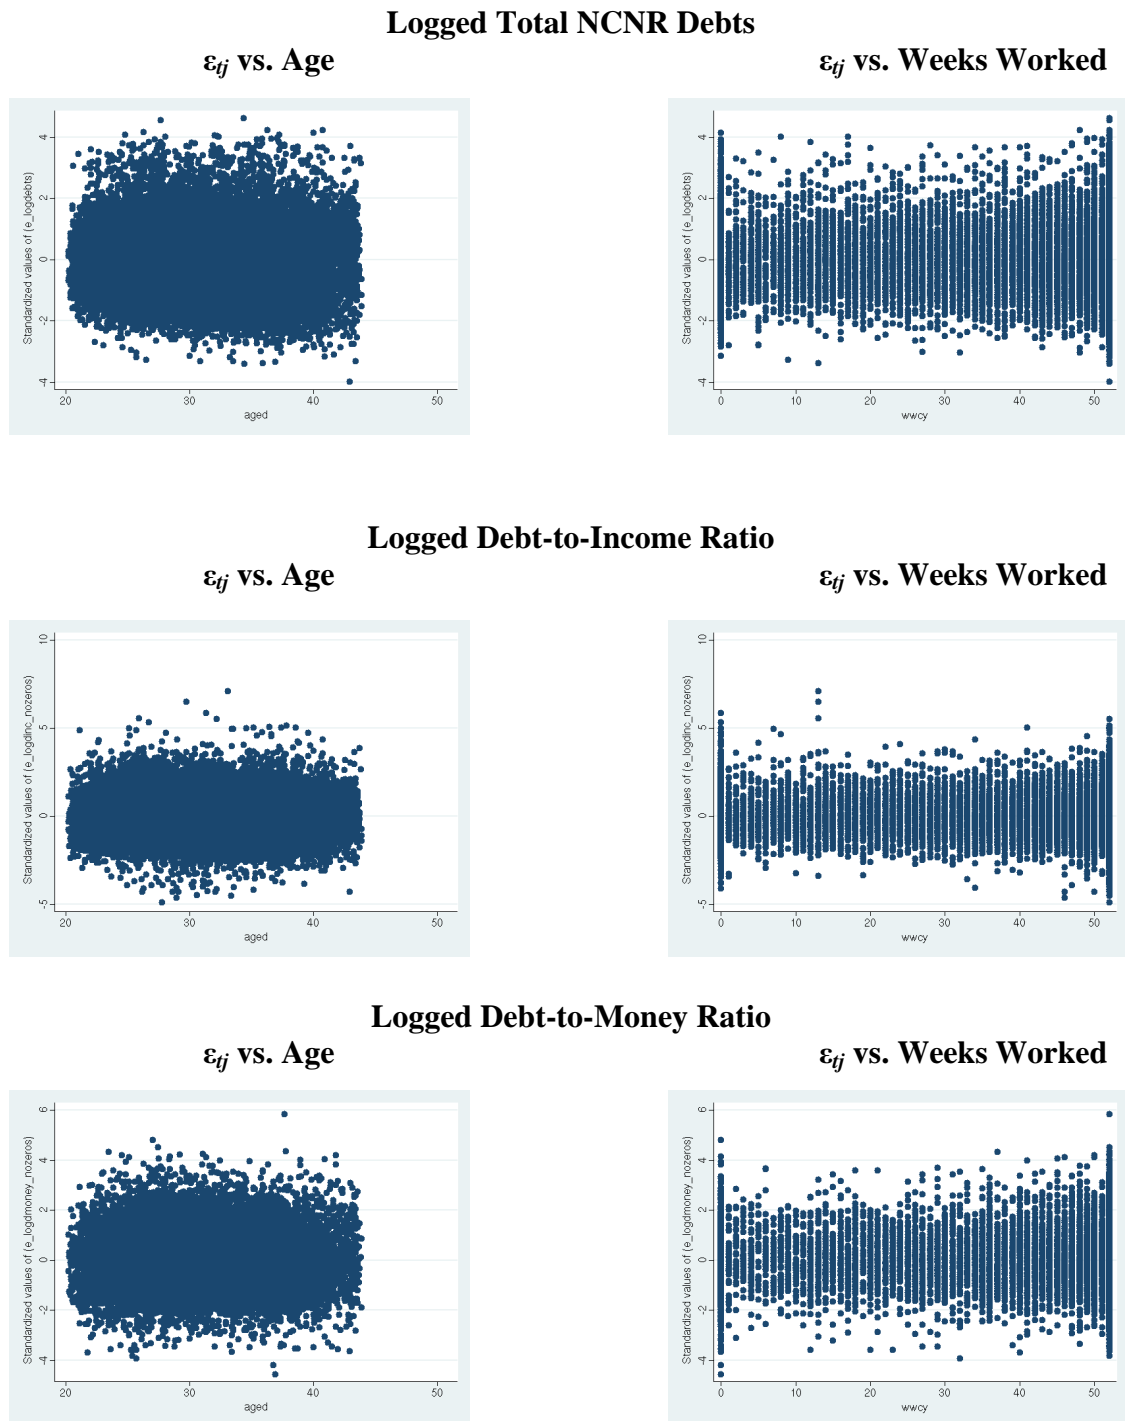 Logged Total NCNR Debts
εtj vs. Age
εtj vs. Weeks Worked
Standardized values of (e_logdebts)
4
2
0
-2
-4
20
30
40
50
aged
Standardized values of (e_logdebts)
4
2
0
-2
-4
0
10
20
30
40
50
wwcy
Logged Debt-to-Income Ratio
εtj vs. Age
εtj vs. Weeks Worked
Standardized values of (e_logdinc_nozeros)
10
5
0
-5
20
30
40
50
aged
Standardized values of (e_logdinc_nozeros)
10
5
0
-5
0
10
20
30
40
50
wwcy
Logged Debt-to-Money Ratio
εtj vs. Age
εtj vs. Weeks Worked
Standardized values of (e_logdmoney_nozeros)
6
4
2
0
-2
-4
20
30
40
50
aged
Standardized values of (e_logdmoney_nozeros)
6
4
2
0
-2
-4
0
10
20
30
40
50
wwcy